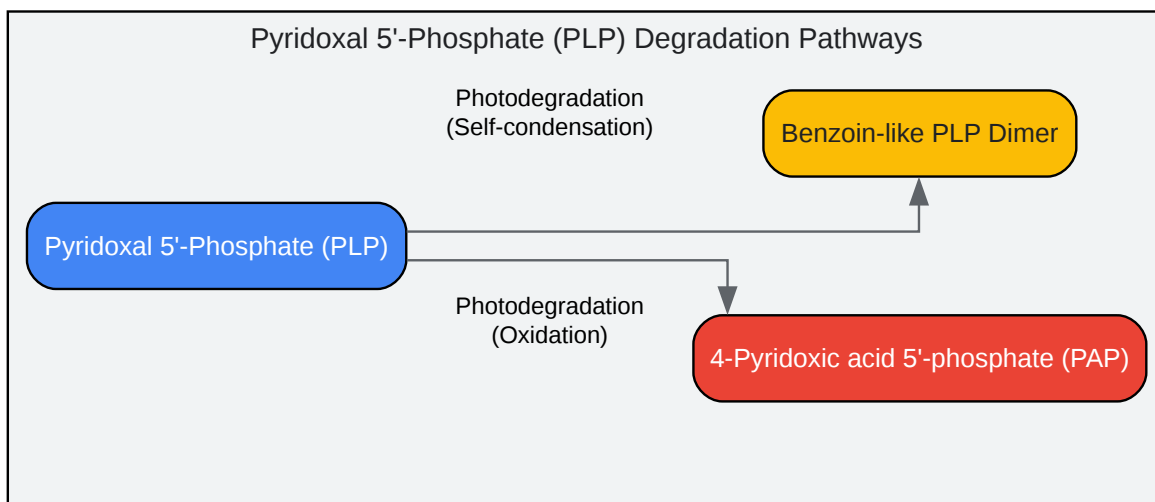 Pyridoxal 5'-Phosphate (PLP) Degradation Pathways
Photodegradation
(Self-condensation)
Benzoin-like PLP Dimer
Pyridoxal 5'-Phosphate (PLP)
Photodegradation
(Oxidation)
4-Pyridoxic acid 5'-phosphate (PAP)